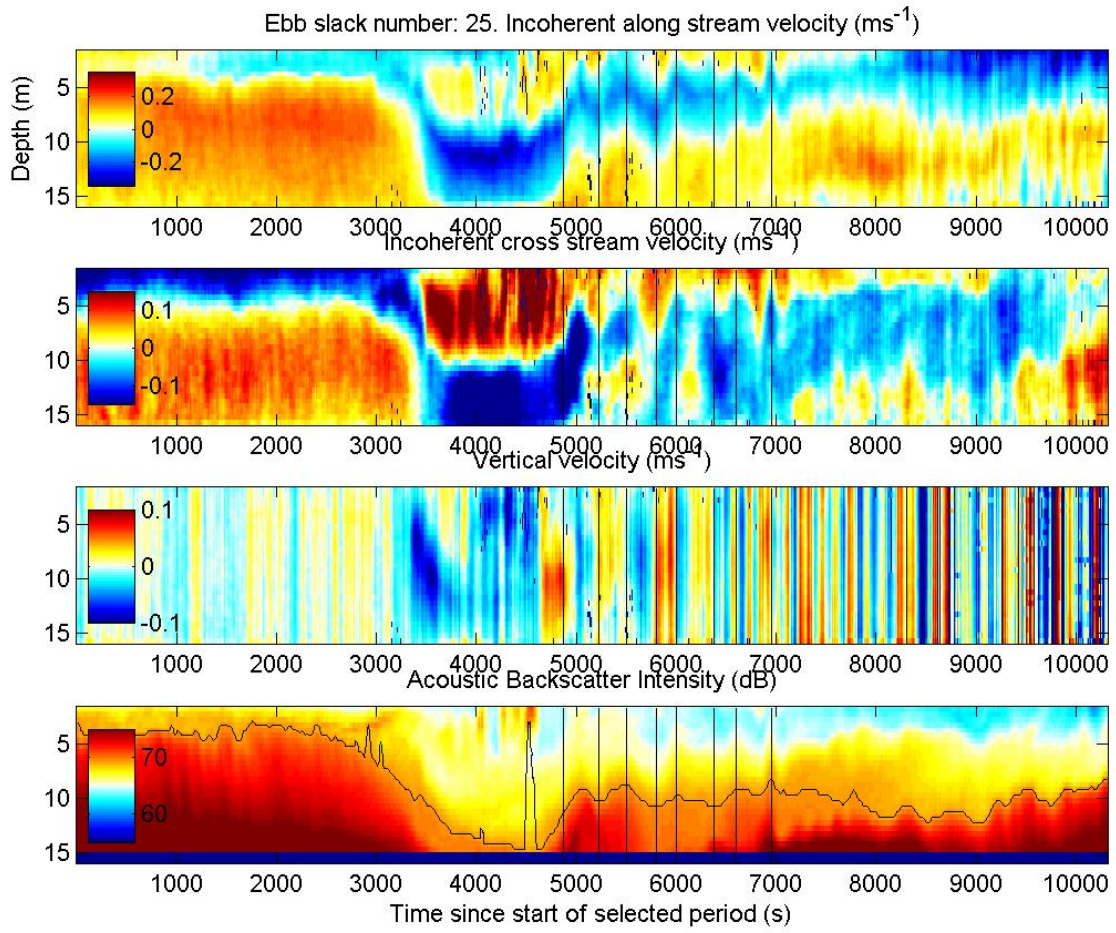 Ebb slack number: 25. Incoherent along stream velocity (ms-1)
Depth (m)
5
10
15
0.2
0
-0.2
1000 2000 3000 4000 5000 6000 7000 8000 9000 10000
Incoherent cross stream velocity (ms-1)
5
10
15
0.1
0
-0.1
1000 2000 3000 4000 5000 6000 7000 8000 9000 10000
Vertical velocity (ms-1)
5
10
15
0.1
0
-0.1
1000 2000 3000 4000 5000 6000 7000 8000 9000 10000
Acoustic Backscatter Intensity (dB)
5
10
15
70
60
1000 2000 3000 4000 5000 6000 7000 8000 9000 10000
Time since start of selected period (s)